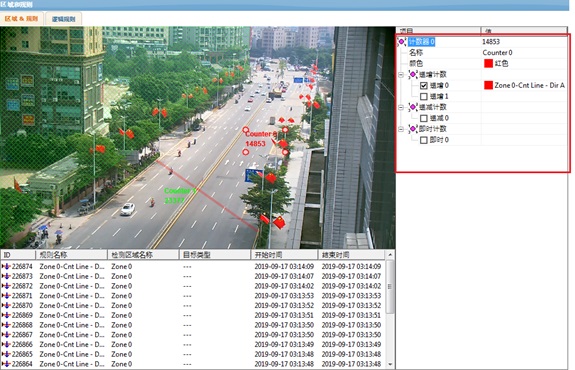 区域和规则
区域 & 规则 逻辑规则
项目 值
计数器 0 14853
名称 Counter 0
颜色 紅色
递增计数
递增 0 Zone 0-Cnt Line - Dir A
递增 1
递减计数
递减 0
即时计数
即时 0
Counter
14853
Counter
ID 规则名称 检测区域名称 目标类型 开始时间 结束时间
226874 Zone 0-Cnt Line - D... Zone 0 --- 2019-09-17 03:14:09 2019-09-17 03:14:09
226873 Zone 0-Cnt Line - D... Zone 0 --- 2019-09-17 03:14:07 2019-09-17 03:14:07
226872 Zone 0-Cnt Line - D... Zone 0 --- 2019-09-17 03:14:02 2019-09-17 03:14:02
226871 Zone 0-Cnt Line - D... Zone 0 --- 2019-09-17 03:13:53 2019-09-17 03:13:53
226870 Zone 0-Cnt Line - D... Zone 0 --- 2019-09-17 03:13:52 2019-09-17 03:13:52
226869 Zone 0-Cnt Line - D... Zone 0 --- 2019-09-17 03:13:51 2019-09-17 03:13:51
226868 Zone 0-Cnt Line - D... Zone 0 --- 2019-09-17 03:13:50 2019-09-17 03:13:50
226867 Zone 0-Cnt Line - D... Zone 0 --- 2019-09-17 03:13:50 2019-09-17 03:13:50
226866 Zone 0-Cnt Line - D... Zone 0 --- 2019-09-17 03:13:49 2019-09-17 03:13:49
226865 Zone 0-Cnt Line - D... Zone 0 --- 2019-09-17 03:13:48 2019-09-17 03:13:48
226864 Zone 0-Cnt Line - D... Zone 0 --- 2019-09-17 03:13:48 2019-09-17 03:13:48